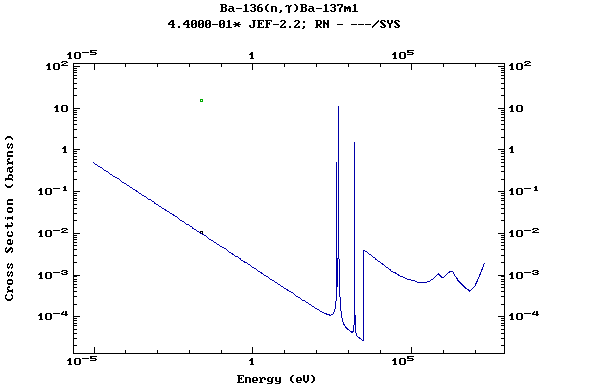 Ba-136(n,γ)Ba-137m1
4.4000-01* JEF-2.2; RN - ---/SYS
10⁻⁵ 1 10⁵
10² 10²
10 10
1 1
10⁻¹ 10⁻¹
10⁻² 10⁻²
10⁻³ 10⁻³
10⁻⁴ 10⁻⁴
Cross Section (barns)
10⁻⁵ 1 10⁵
Energy (eV)